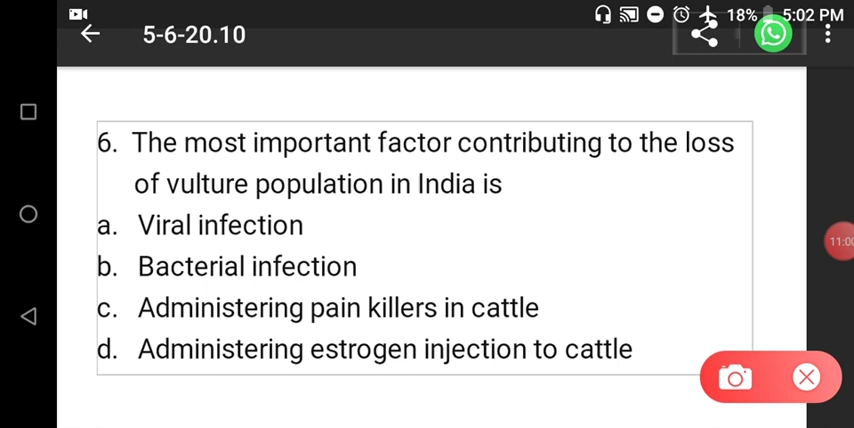 18% 5:02 PM
5-6-20.10
6. The most important factor contributing to the loss
of vulture population in India is
a. Viral infection
b. Bacterial infection
c. Administering pain killers in cattle
d. Administering estrogen injection to cattle